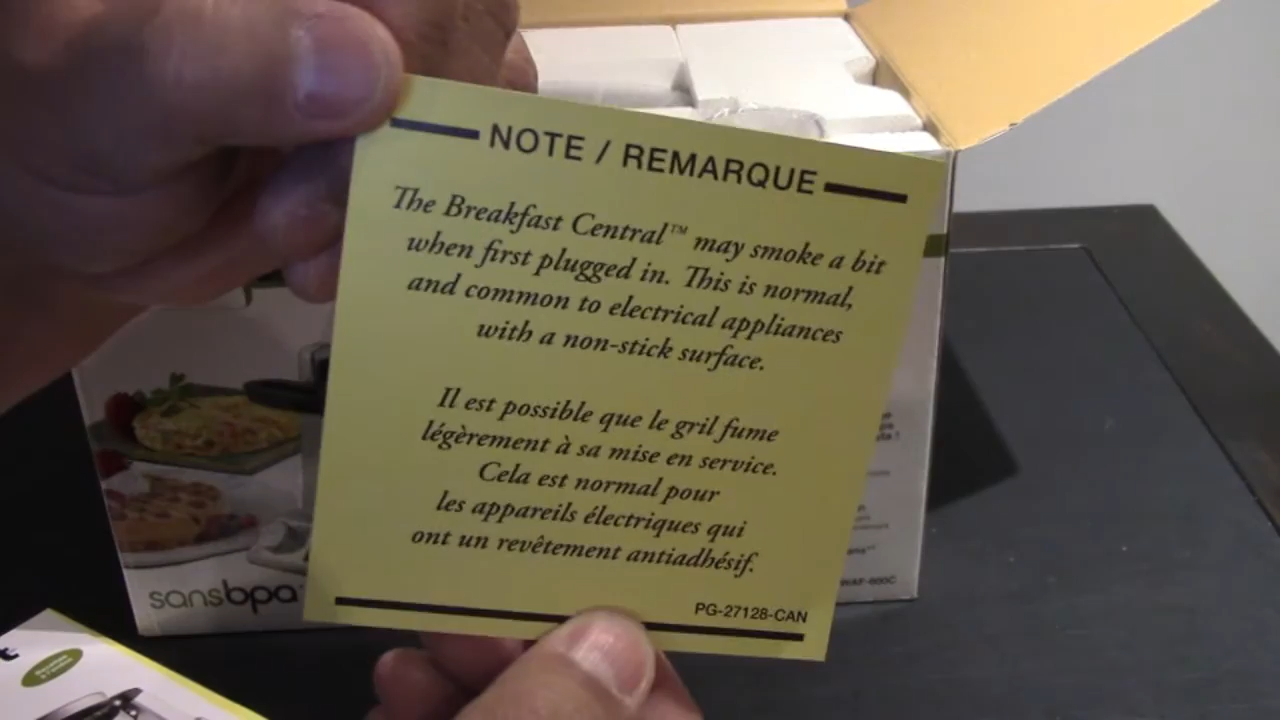 NOTE / REMARQUE
The Breakfast Central™ may smoke a bit
when first plugged in. This is normal,
and common to electrical appliances
with a non-stick surface.
Il est possible que le gril fume
légèrement à sa mise en service.
Cela est normal pour
les appareils électriques qui
ont un revêtement antiadhésif.
PG-27128-CAN
sansbpa
WAF-600C